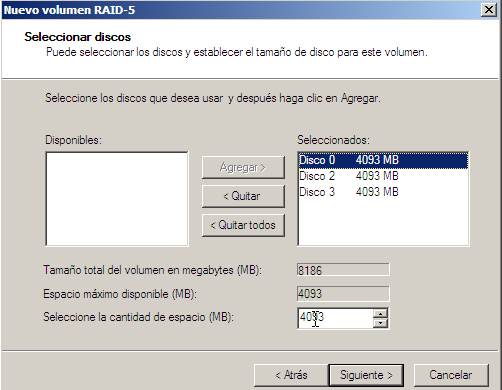 Nuevo volumen RAID-5
Seleccionar discos
Puede seleccionar los discos y establecer el tamaño de disco para este volumen.
Seleccione los discos que desea usar y después haga clic en Agregar.
Disponibles:
Seleccionados:
Agregar >
< Quitar
< Quitar todos
Disco 0 4093 MB
Disco 2 4093 MB
Disco 3 4093 MB
Tamaño total del volumen en megabytes (MB): 8186
Espacio máximo disponible (MB): 4093
Seleccione la cantidad de espacio (MB): 4093
< Atrás Siguiente > Cancelar